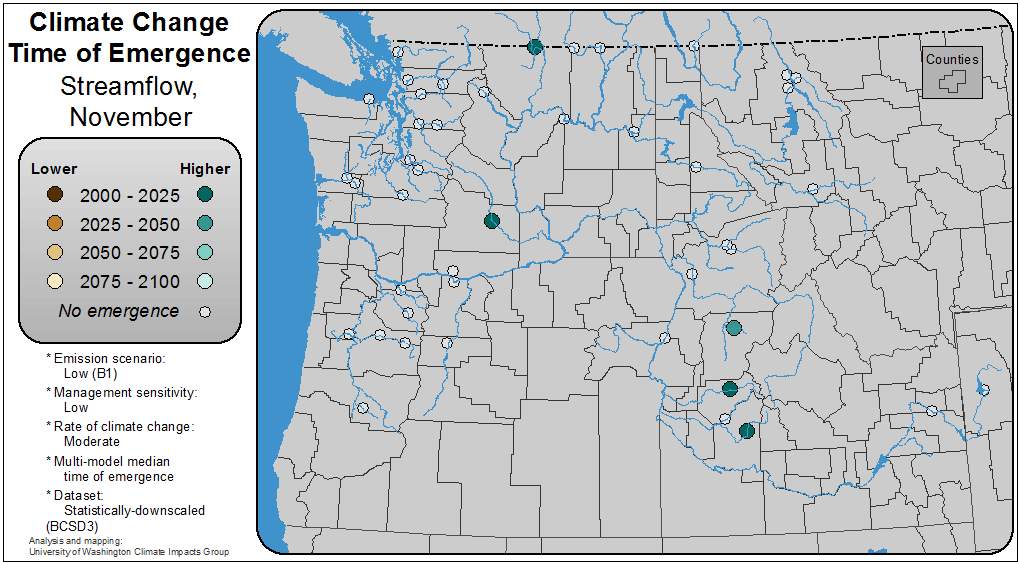 Climate Change
Time of Emergence
Streamflow,
November
Lower Higher
2000 - 2025
2025 - 2050
2050 - 2075
2075 - 2100
No emergence
* Emission scenario:
Low (B1)
* Management sensitivity:
Low
* Rate of climate change:
Moderate
* Multi-model median
time of emergence
* Dataset:
Statistically-downscaled
(BCSD3)
Analysis and mapping:
University of Washington Climate Impacts Group
Counties